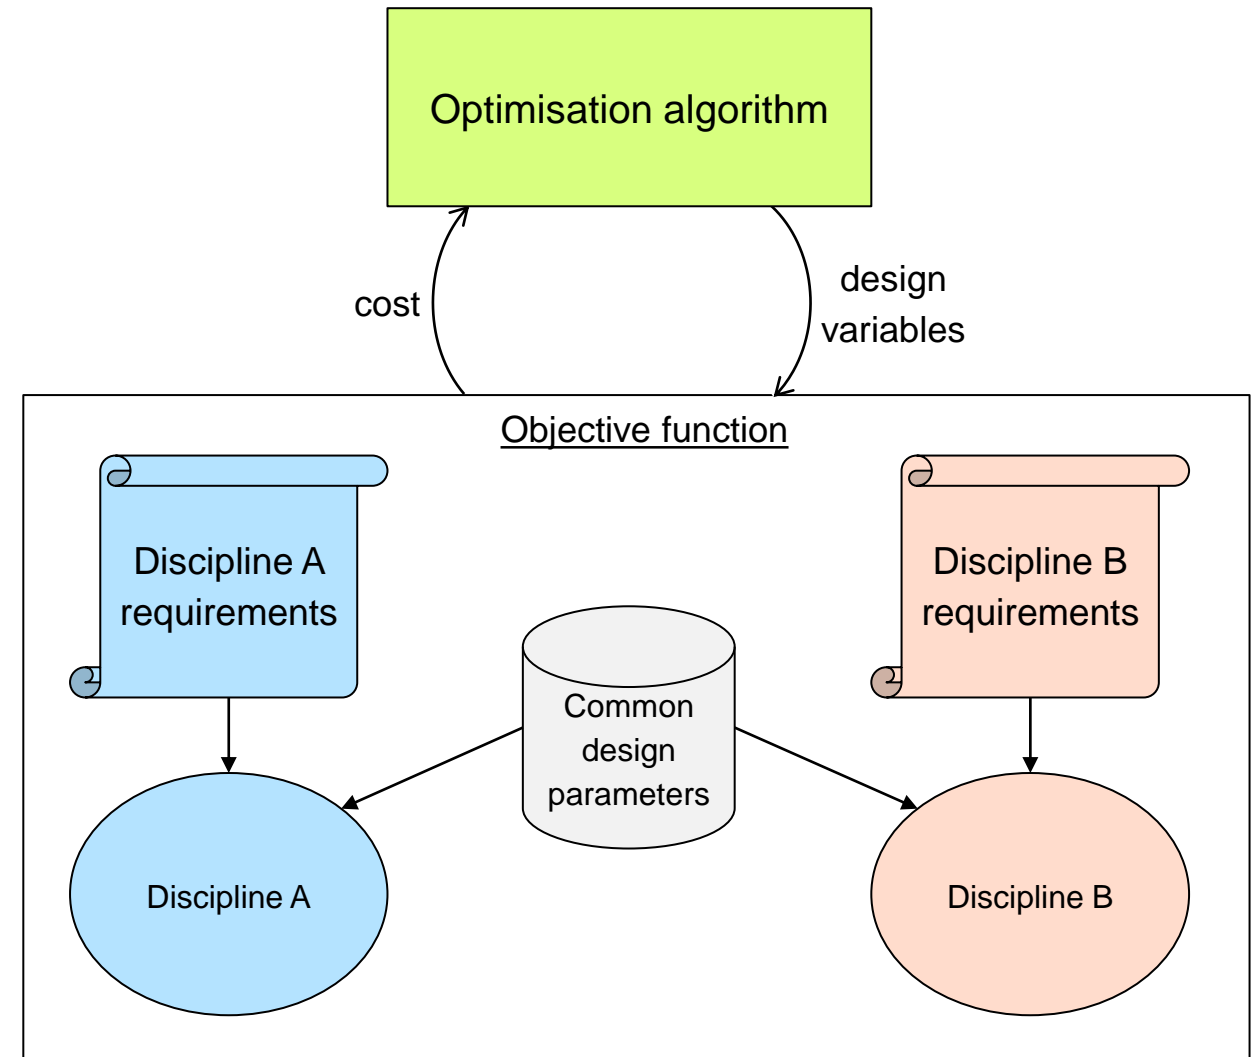 Optimisation algorithm
cost
design
variables
Objective function
Discipline A
requirements
Discipline B
requirements
Common
design
parameters
Discipline A
Discipline B